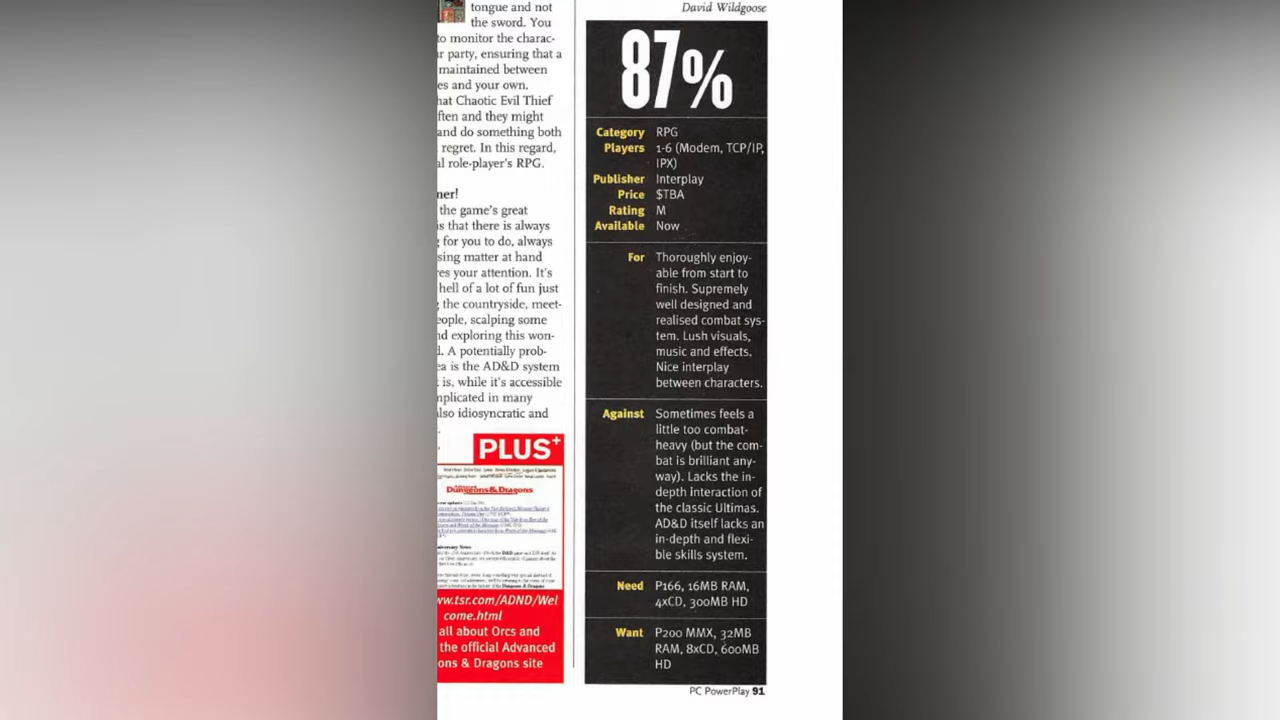 tongue and not
the sword. You
to monitor the charac-
r party, ensuring that a
maintained between
es and your own.
hat Chaotic Evil Thief
ften and they might
and do something both
regret. In this regard,
al role-player's RPG.
ner!
the game's great
is that there is always
for you to do, always
sing matter at hand
res your attention. It's
hell of a lot of fun just
the countryside, meet-
eople, scalping some
nd exploring this won-
d. A potentially prob-
ea is the AD&D system
is, while it's accessible
mplicated in many
also idiosyncratic and
PLUS+
Dungeons & Dragons
ww.tsr.com/ADND/Wel
come.html
all about Orcs and
the official Advanced
ons & Dragons site
David Wildgoose
87%
Category RPG
Players 1-6 (Modem, TCP/IP,
IPX)
Publisher Interplay
Price $TBA
Rating M
Available Now
For Thoroughly enjoy-
able from start to
finish. Supremely
well designed and
realised combat sys-
tem. Lush visuals,
music and effects.
Nice interplay
between characters.
Against Sometimes feels a
little too combat-
heavy (but the com-
bat is brilliant any-
way). Lacks the in-
depth interaction of
the classic Ultimas.
AD&D itself lacks an
in-depth and flexi-
ble skills system.
Need P166, 16MB RAM,
4xCD, 300MB HD
Want P200 MMX, 32MB
RAM, 8xCD, 600MB
HD
PC PowerPlay 91